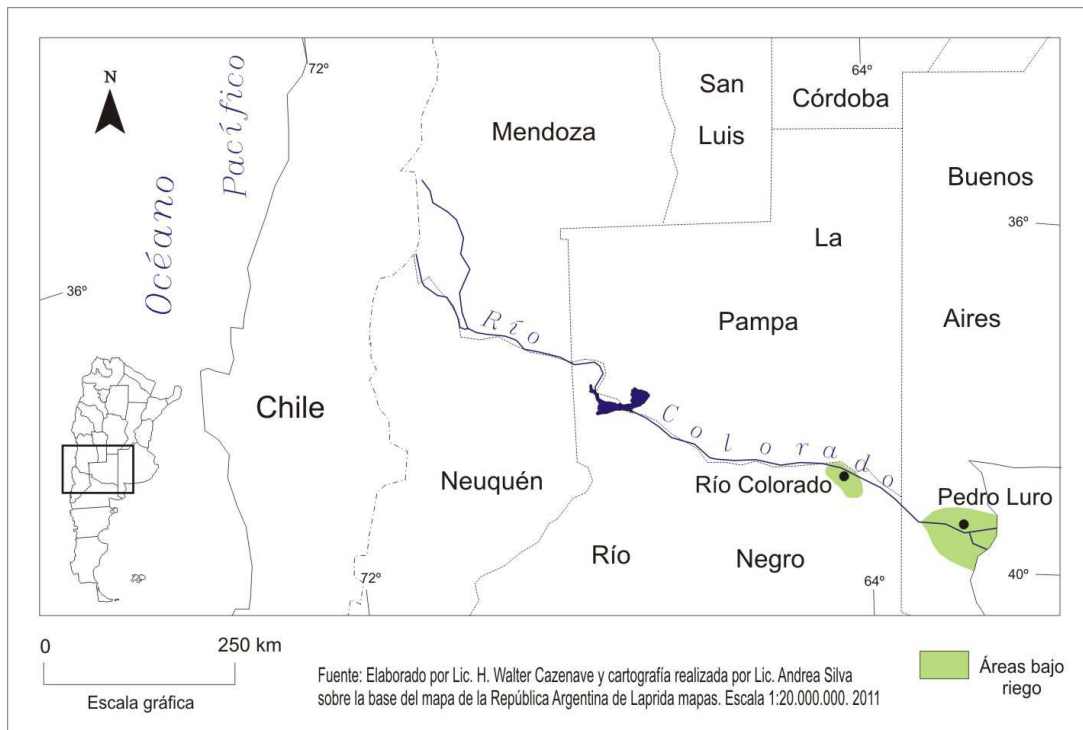 N
72º
64º
Océano
Pacífico
San
Luis
Córdoba
Mendoza
Buenos
36º
La
36º
Río
Pampa
Aires
Chile
Colorado
Neuquén
Río Colorado
Pedro Luro
Río
Negro
72º
64º
40º
0
250 km
Escala gráfica
Fuente: Elaborado por Lic. H. Walter Cazenave y cartografía realizada por Lic. Andrea Silva
sobre la base del mapa de la República Argentina de Laprida mapas. Escala 1:20.000.000. 2011
Áreas bajo
riego